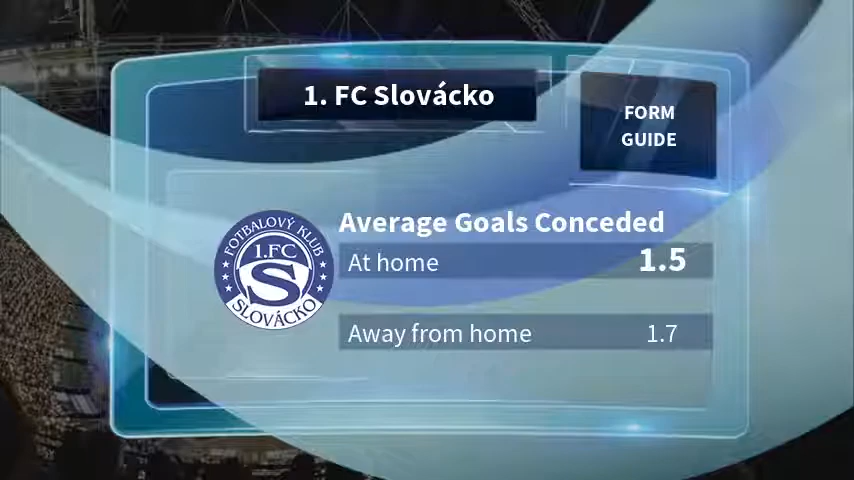 1. FC Slovácko
FORM
GUIDE
Average Goals Conceded
At home 1.5
Away from home 1.7
FOTBALOVÝ KLUB
1.FC
S
SLOVÁCKO